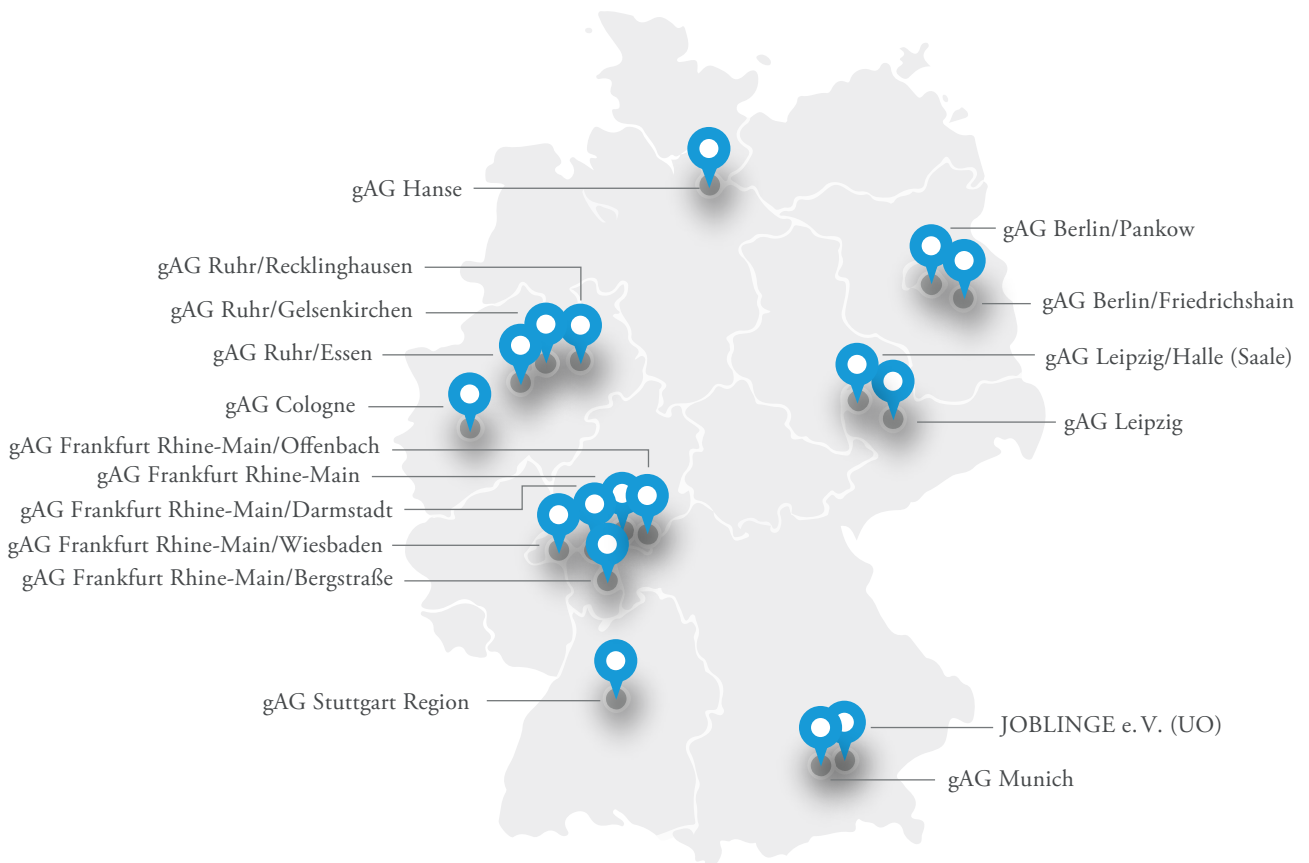 gAG Hanse
gAG Berlin/Pankow
gAG Ruhr/Recklinghausen
gAG Berlin/Friedrichshain
gAG Ruhr/Gelsenkirchen
gAG Ruhr/Essen
gAG Leipzig/Halle (Saale)
gAG Cologne
gAG Leipzig
gAG Frankfurt Rhine-Main/Offenbach
gAG Frankfurt Rhine-Main
gAG Frankfurt Rhine-Main/Darmstadt
gAG Frankfurt Rhine-Main/Wiesbaden
gAG Frankfurt Rhine-Main/Bergstraße
gAG Stuttgart Region
JOBLINGE e.V. (UO)
gAG Munich